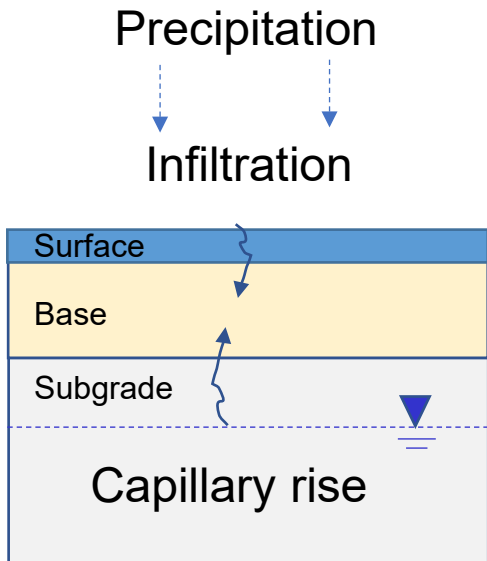 Precipitation
Infiltration
Surface
Base
Subgrade
Capillary rise